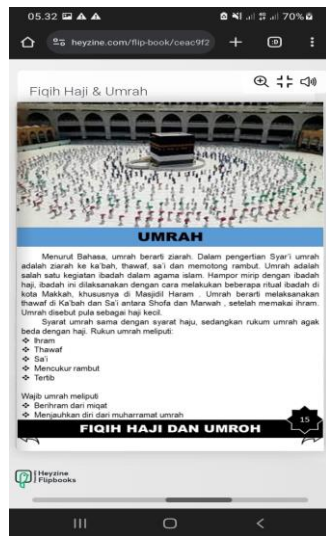 05.32
70%
heyzine.com/flip-book/ceac9f2
Fiqih Haji & Umrah
UMRAH
Menurut Bahasa, umrah berarti ziarah. Dalam pengertian Syar'i umrah
adalah ziarah ke ka'bah, thawaf, sa'i dan memotong rambut. Umrah adalah
salah satu kegiatan ibadah dalam agama islam. Hampor mirip dengan ibadah
haji, ibadah ini dilaksanakan dengan cara melakukan beberapa ritual ibadah di
kota Makkah, khususnya di Masjidil Haram . Umrah berarti melaksanakan
thawaf di Ka'bah dan Sa'i antara Shofa dan Marwah , setelah memakai ihram.
Umrah disebut pula sebagai haji kecil.
Syarat umrah sama dengan syarat haju, sedangkan rukum umrah agak
beda dengan haji. Rukun umrah meliputi:
❖ Ihram
❖ Thawaf
❖ Sa'i
❖ Mencukur rambut
❖ Tertib
Wajib umrah meliputi
❖ Berihram dari miqat
❖ Menjauhkan diri dari muharramat umrah
15
FIQIH HAJI DAN UMROH
Heyzine
Flipbooks